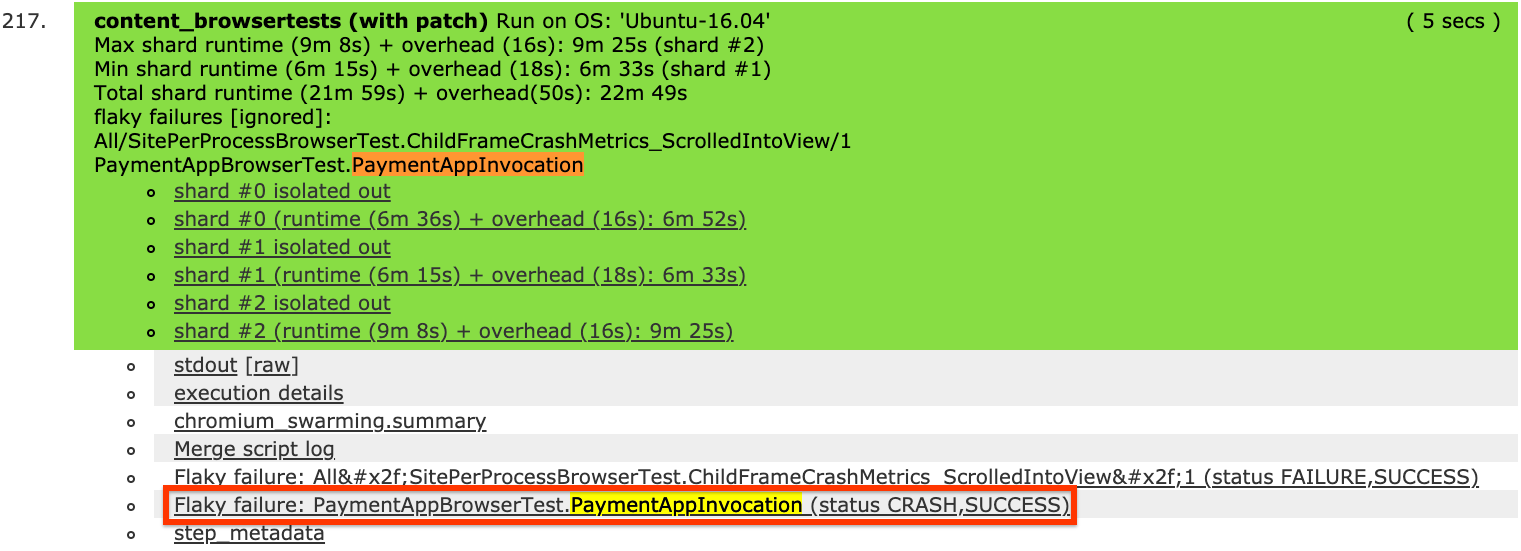 217. content_browsertests (with patch) Run on OS: 'Ubuntu-16.04' ( 5 secs )
Max shard runtime (9m 8s) + overhead (16s): 9m 25s (shard #2)
Min shard runtime (6m 15s) + overhead (18s): 6m 33s (shard #1)
Total shard runtime (21m 59s) + overhead(50s): 22m 49s
flaky failures [ignored]:
All/SitePerProcessBrowserTest.ChildFrameCrashMetrics_ScrolledIntoView/1
PaymentAppBrowserTest.PaymentAppInvocation
shard #0 isolated out
shard #0 (runtime (6m 36s) + overhead (16s): 6m 52s)
shard #1 isolated out
shard #1 (runtime (6m 15s) + overhead (18s): 6m 33s)
shard #2 isolated out
shard #2 (runtime (9m 8s) + overhead (16s): 9m 25s)
stdout [raw]
execution details
chromium_swarming.summary
Merge script log
Flaky failure: All&#x2f;SitePerProcessBrowserTest.ChildFrameCrashMetrics_ScrolledIntoView&#x2f;1 (status FAILURE,SUCCESS)
Flaky failure: PaymentAppBrowserTest.PaymentAppInvocation (status CRASH,SUCCESS)
step_metadata